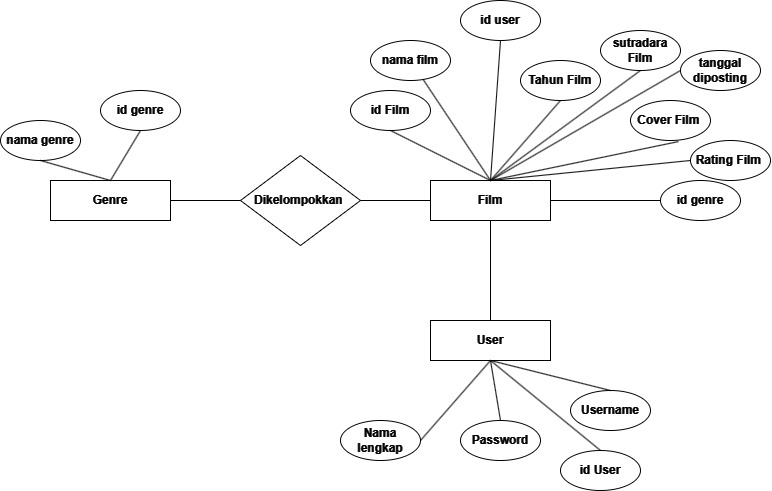 id user
nama film
sutradara
Film
tanggal
diposting
Tahun Film
id genre
id Film
Cover Film
nama genre
Rating Film
Genre
Dikelompokkan
Film
id genre
User
Username
Nama
lengkap
Password
id User